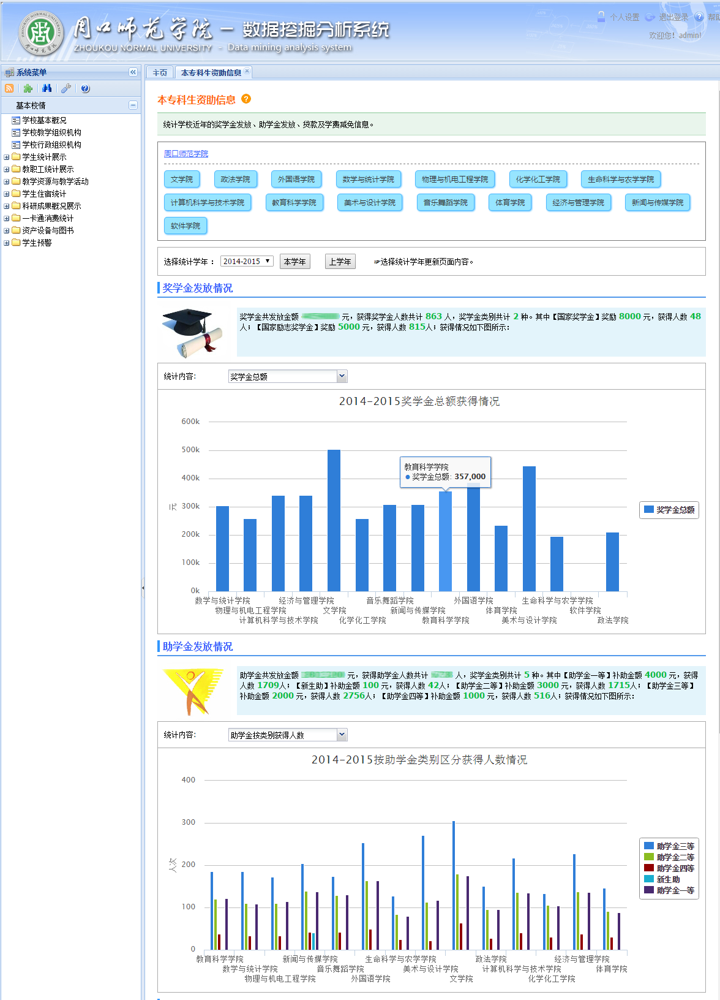 周口师范学院 - 数据挖掘分析系统
ZHOUKOU NORMAL UNIVERSITY - Data mining analysis system
个人设置 退出登录 帮助
欢迎您! admin!
系统菜单
基本校情
学校基本概况
学校教学组织机构
学校行政组织机构
学生统计展示
教职工统计展示
教学资源与教学活动
学生住宿统计
科研成果概况展示
一卡通消费统计
资产设备与图书
学生预警
主页 本专科生资助信息
本专科生资助信息
统计学校近年的奖学金发放、助学金发放、贷款及学费减免信息。
周口师范学院
文学院 政法学院 外国语学院 数学与统计学院 物理与机电工程学院 化学化工学院 生命科学与农学学院
计算机科学与技术学院 教育科学学院 美术与设计学院 音乐舞蹈学院 体育学院 经济与管理学院 新闻与传媒学院
软件学院
选择统计学年： 2014-2015 本学年 上学年 ☞选择统计学年更新页面内容。
奖学金发放情况
奖学金共发放金额 元，获得奖学金人数共计 863 人，奖学金类别共计 2 种。其中【国家奖学金】奖励 8000 元，获得人数 48
人；【国家励志奖学金】奖励 5000 元，获得人数 815人；获得情况如下图所示：
统计内容: 奖学金总额
2014-2015奖学金总额获得情况
600k
500k
400k
300k
200k
100k
0k
元
教育科学学院
奖学金总额: 357,000
奖学金总额
数学与统计学院 经济与管理学院 音乐舞蹈学院 外国语学院 生命科学与农学学院
物理与机电工程学院 文学院 新闻与传媒学院 体育学院 软件学院
计算机科学与技术学院 化学化工学院 教育科学学院 美术与设计学院 政法学院
助学金发放情况
助学金共发放金额 元，获得助学金人数共计 人，奖学金类别共计 5 种。其中【助学金一等】补助金额 4000 元，获得
人数 1709人；【新生助】补助金额 100 元，获得人数 42人；【助学金二等】补助金额 3000 元，获得人数 1715人；【助学金三等】
补助金额 2000 元，获得人数 2756人；【助学金四等】补助金额 1000 元，获得人数 516人；获得情况如下图所示：
统计内容: 助学金按类别获得人数
2014-2015按助学金类别区分获得人数情况
400
300
200
100
0
人次
助学金三等
助学金二等
助学金四等
新生助
助学金一等
教育科学学院 新闻与传媒学院 生命科学与农学学院 政法学院 经济与管理学院
数学与统计学院 音乐舞蹈学院 美术与设计学院 计算机科学与技术学院 体育学院
物理与机电工程学院 外国语学院 文学院 化学化工学院